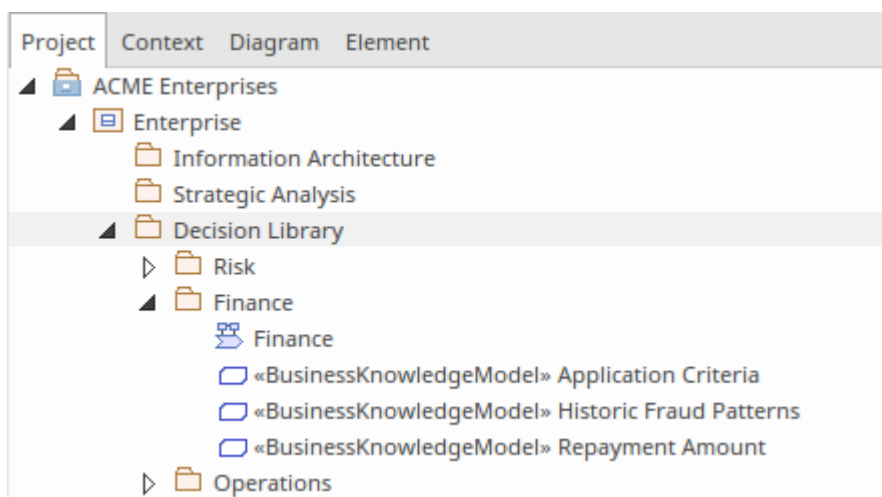 Project Context Diagram Element
ACME Enterprises
Enterprise
Information Architecture
Strategic Analysis
Decision Library
Risk
Finance
Finance
«BusinessKnowledgeModel» Application Criteria
«BusinessKnowledgeModel» Historic Fraud Patterns
«BusinessKnowledgeModel» Repayment Amount
Operations